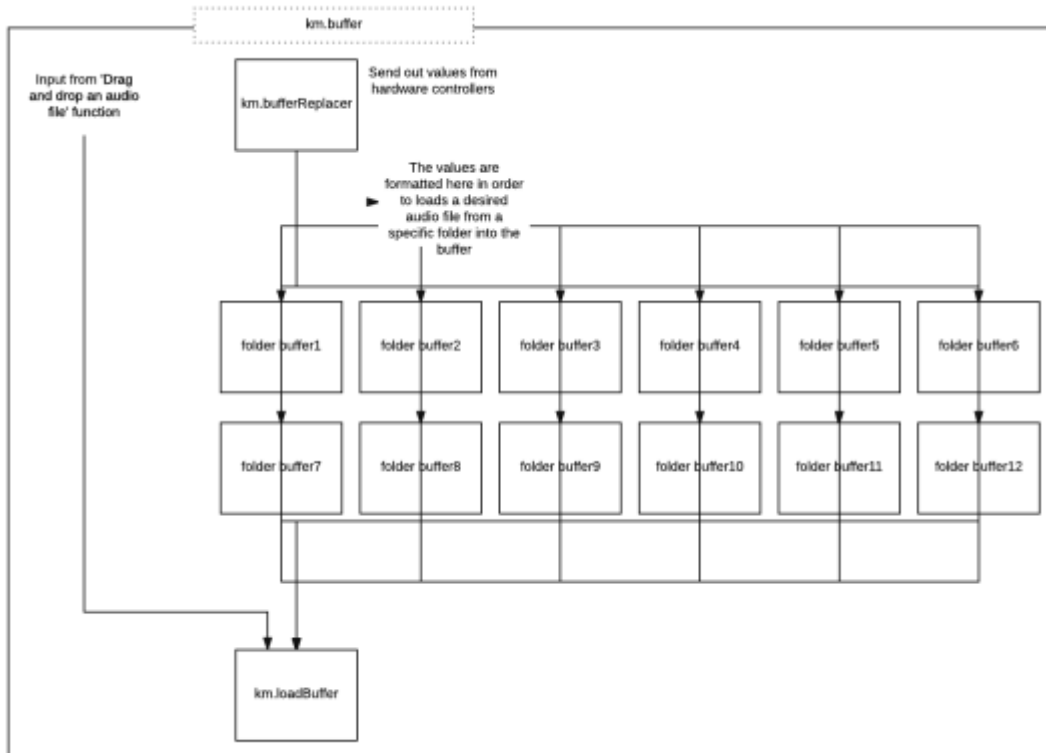 km.buffer
Input from 'Drag
and drop an audio
file' function
km.bufferReplacer
Send out values from
hardware controllers
The values are
formatted here in order
to loads a desired
audio file from a
specific folder into the
buffer
folder buffer1
folder buffer2
folder buffer3
folder buffer4
folder buffer5
folder buffer6
folder buffer7
folder buffer8
folder buffer9
folder buffer10
folder buffer11
folder buffer12
km.loadBuffer